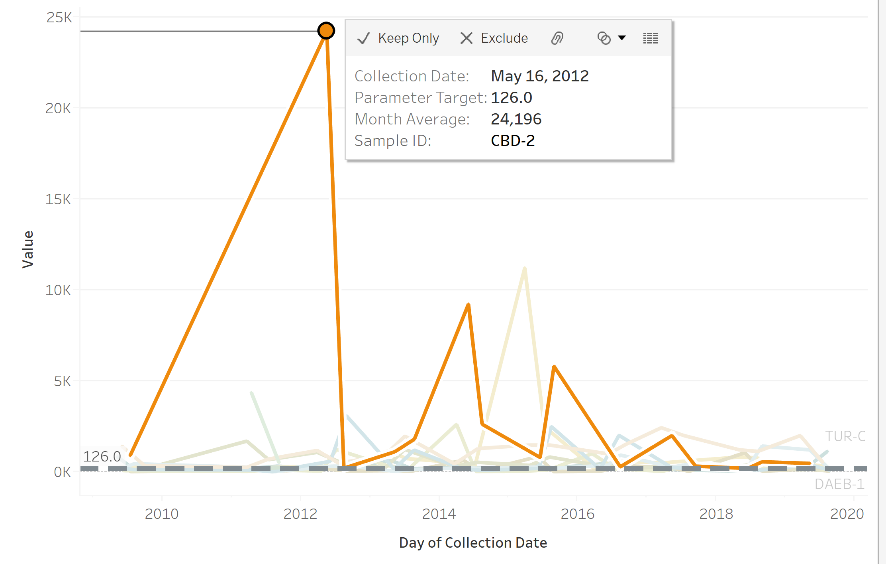 25K
Keep Only Exclude
Collection Date: May 16, 2012
Parameter Target: 126.0
Month Average: 24,196
Sample ID: CBD-2
20K
15K
Value
10K
5K
TUR-C
126.0
0K
DAEB-1
2010 2012 2014 2016 2018 2020
Day of Collection Date